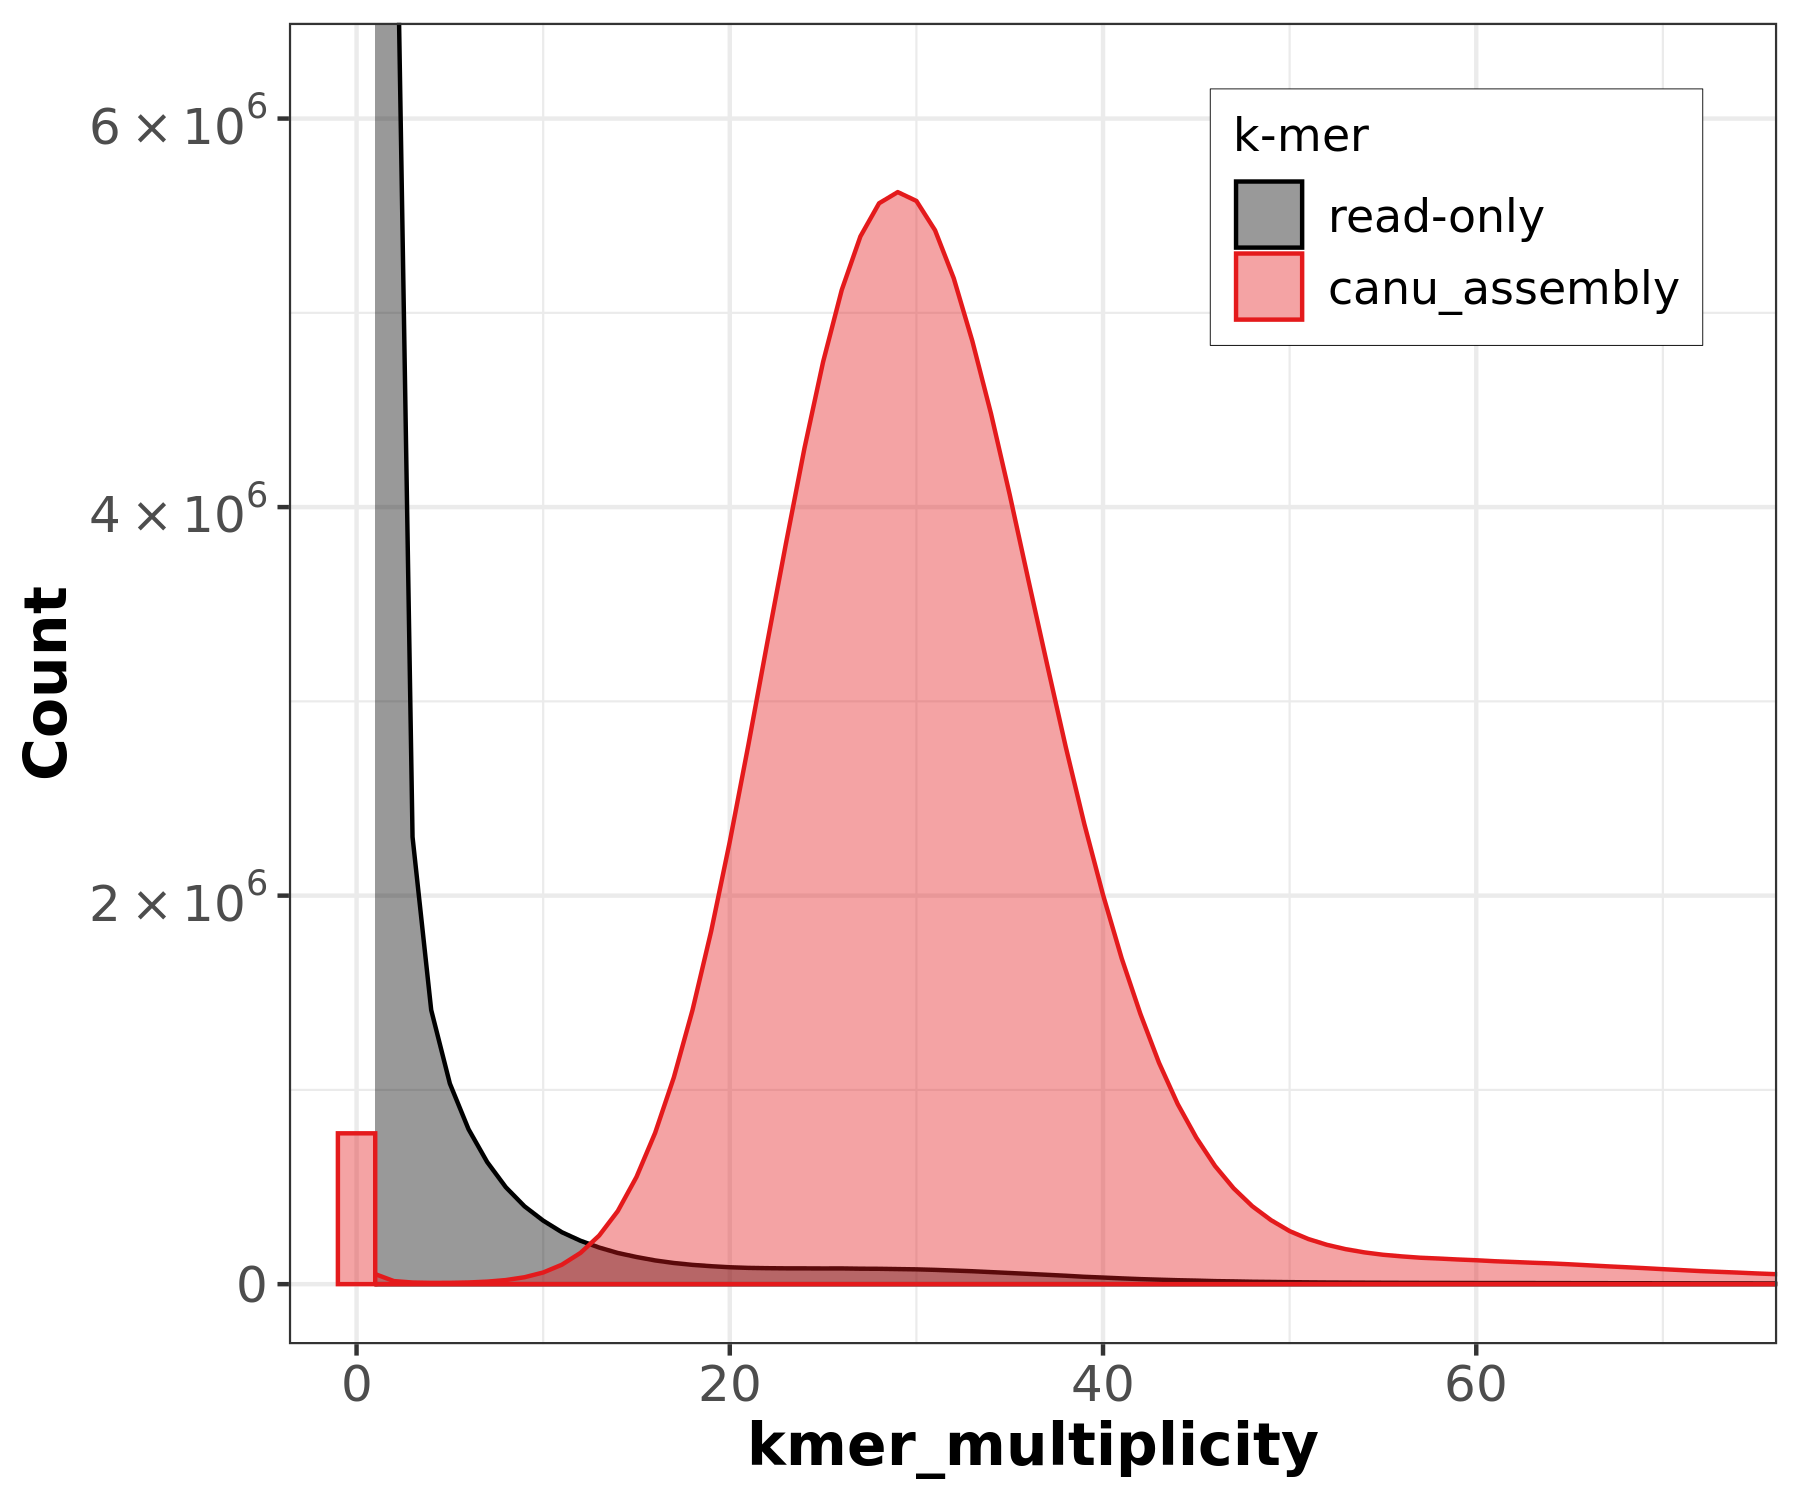 k-mer
read-only
canu_assembly
6 × 10⁶
4 × 10⁶
2 × 10⁶
0
Count
0 20 40 60
kmer_multiplicity